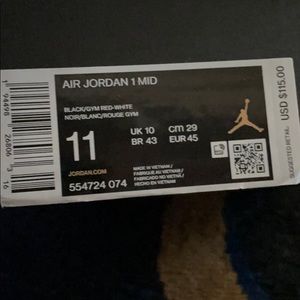 AIR JORDAN 1 MID
BLACK/GYM RED-WHITE
NOIR/BLANC/ROUGE GYM
11
UK 10
CM 29
BR 43
EUR 45
JORDAN.COM
554724 074
MADE IN VIETNAM/
FABRIQUE AU VIETNAM/
FABRICADO NO VIETNÃ/
HECHO EN VIETNAM
USD $115.00
SUGGESTED RETAIL